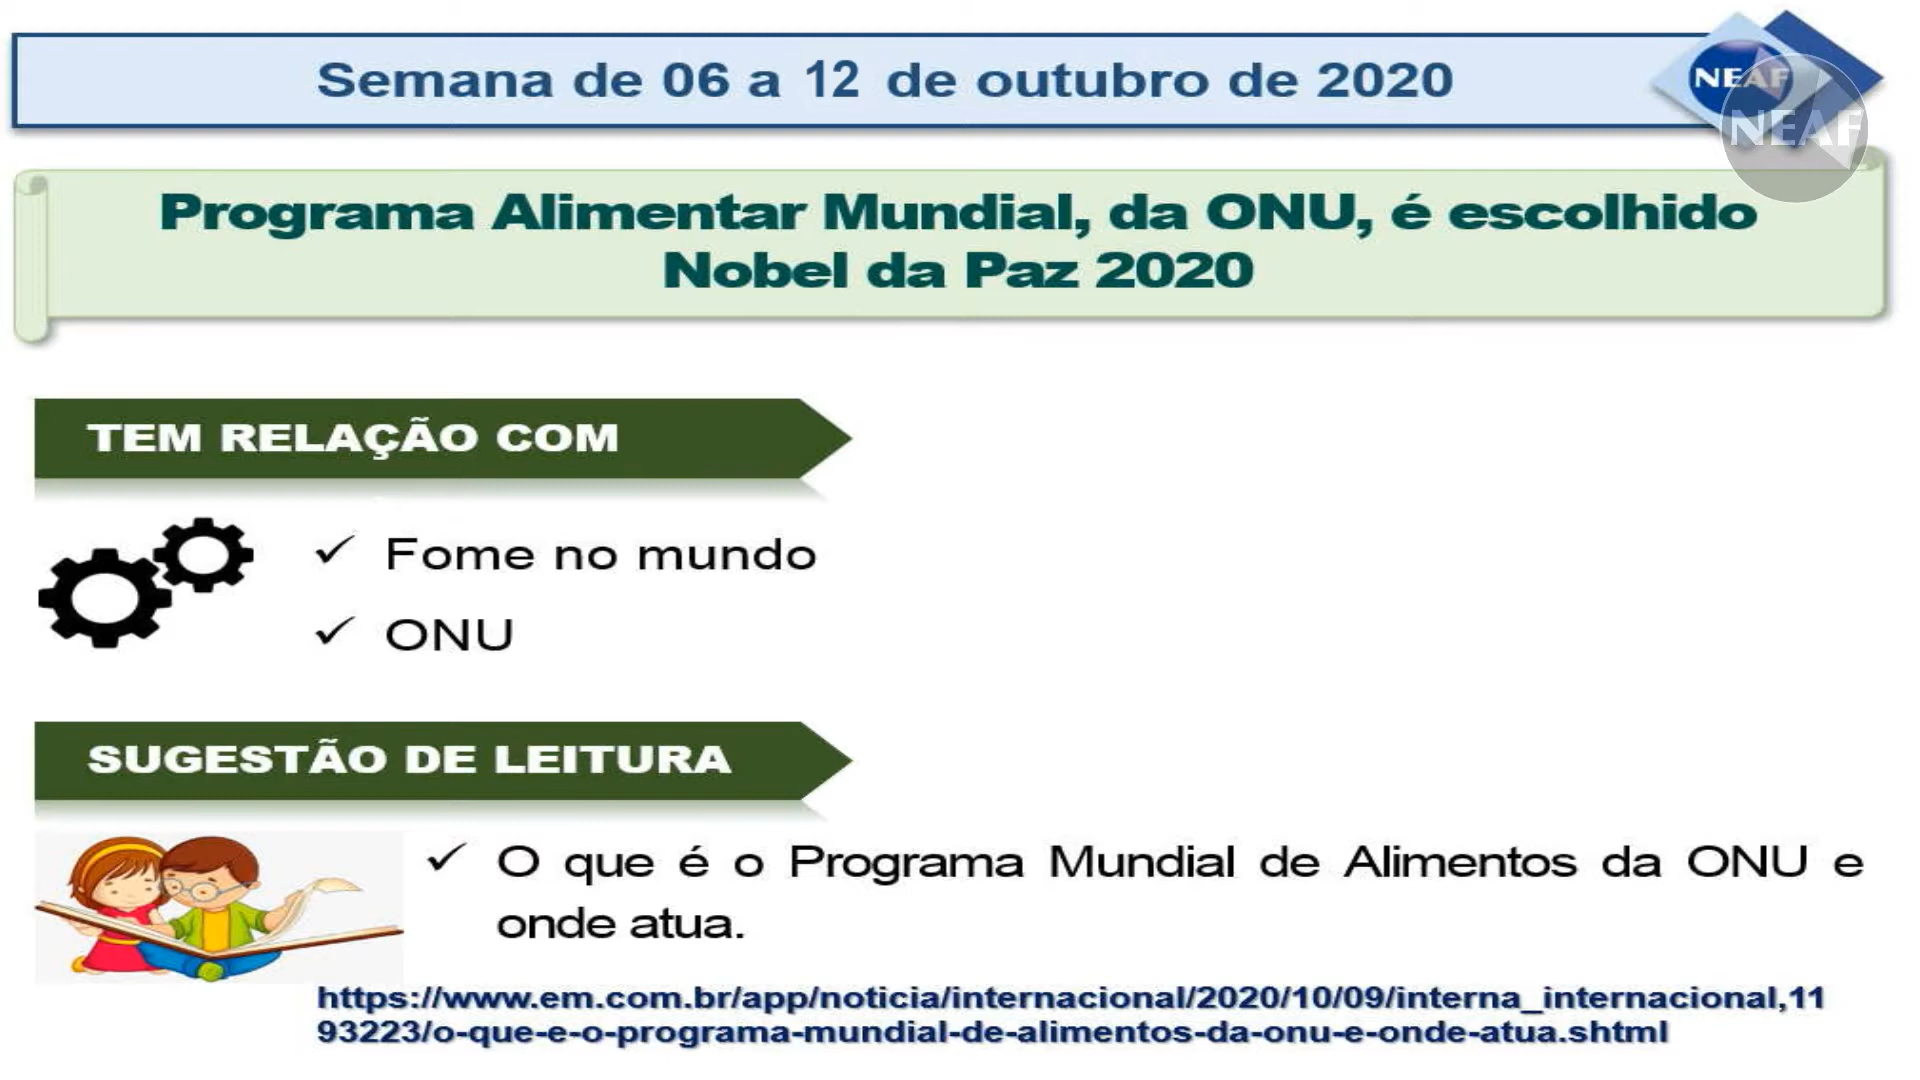 Semana de 06 a 12 de outubro de 2020
NEAF
NEAF
Programa Alimentar Mundial, da ONU, é escolhido
Nobel da Paz 2020
TEM RELAÇÃO COM
✓ Fome no mundo
✓ ONU
SUGESTÃO DE LEITURA
✓ O que é o Programa Mundial de Alimentos da ONU e
onde atua.
https://www.em.com.br/app/noticia/internacional/2020/10/09/interna_internacional,11
93223/o-que-e-o-programa-mundial-de-alimentos-da-onu-e-onde-atua.shtml